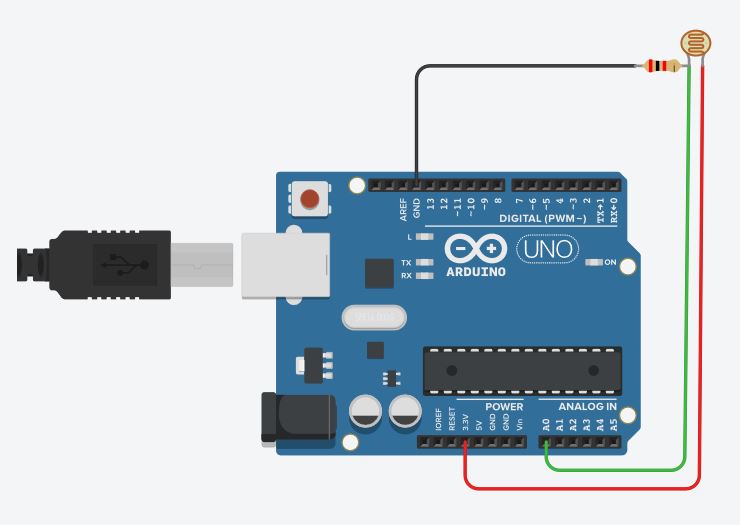 AREF
GND
13
12
~11
~10
~9
8
7
~6
~5
4
~3
2
TX→1
RX←0
DIGITAL (PWM~)
L
TX
RX
UNO
ON
ARDUINO
POWER
ANALOG IN
IOREF
RESET
3.3V
5V
GND
GND
Vin
A0
A1
A2
A3
A4
A5